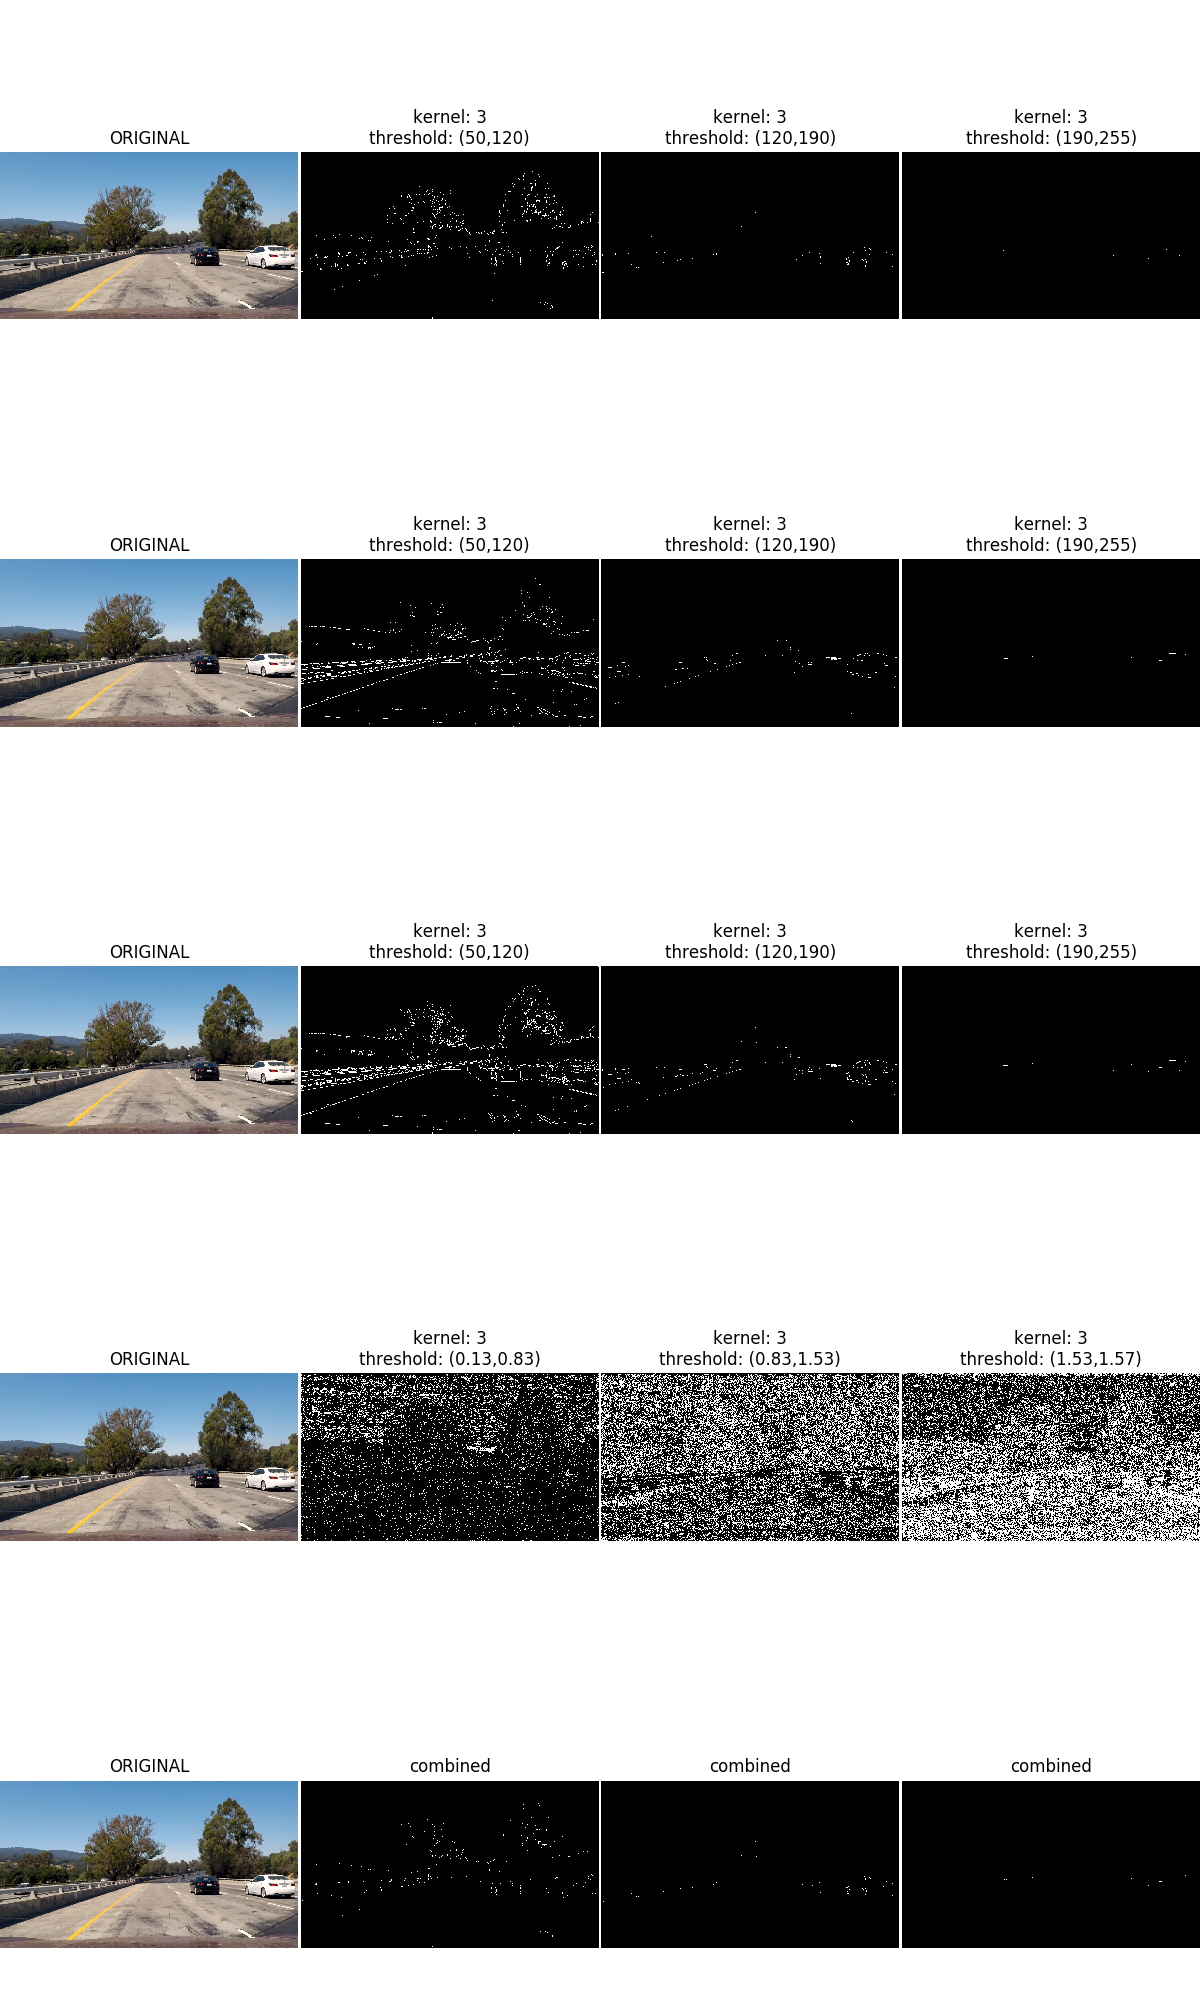 ORIGINAL
kernel: 3
threshold: (50,120)
kernel: 3
threshold: (120,190)
kernel: 3
threshold: (190,255)
ORIGINAL
kernel: 3
threshold: (50,120)
kernel: 3
threshold: (120,190)
kernel: 3
threshold: (190,255)
ORIGINAL
kernel: 3
threshold: (50,120)
kernel: 3
threshold: (120,190)
kernel: 3
threshold: (190,255)
ORIGINAL
kernel: 3
threshold: (0.13,0.83)
kernel: 3
threshold: (0.83,1.53)
kernel: 3
threshold: (1.53,1.57)
ORIGINAL
combined
combined
combined